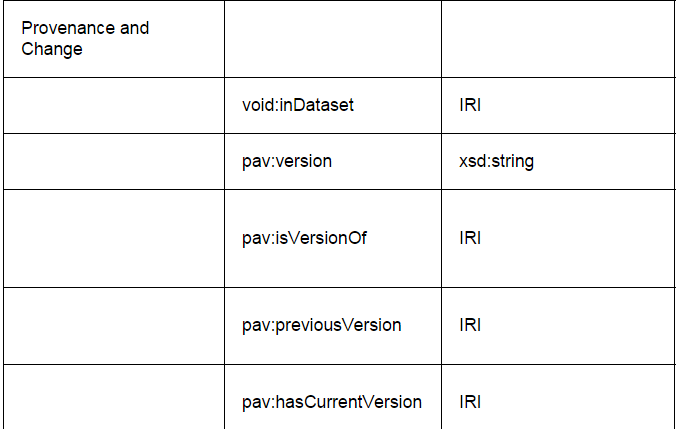 Provenance and
Change
void:inDataset IRI
pav:version xsd:string
pav:isVersionOf IRI
pav:previousVersion IRI
pav:hasCurrentVersion IRI